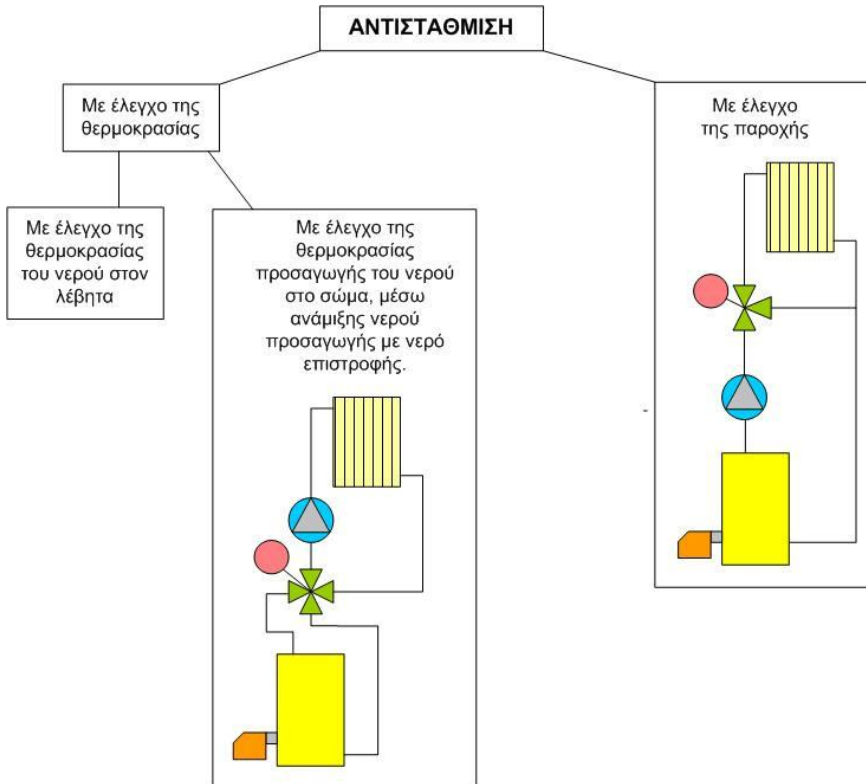 ΑΝΤΙΣΤΑΘΜΙΣΗ
Με έλεγχο της
θερμοκρασίας
Με έλεγχο της
θερμοκρασίας
του νερού στον
λέβητα
Με έλεγχο της
θερμοκρασίας
προσαγωγής του νερού
στο σώμα, μέσω
ανάμιξης νερού
προσαγωγής με νερό
επιστροφής.
Με έλεγχο
της παροχής